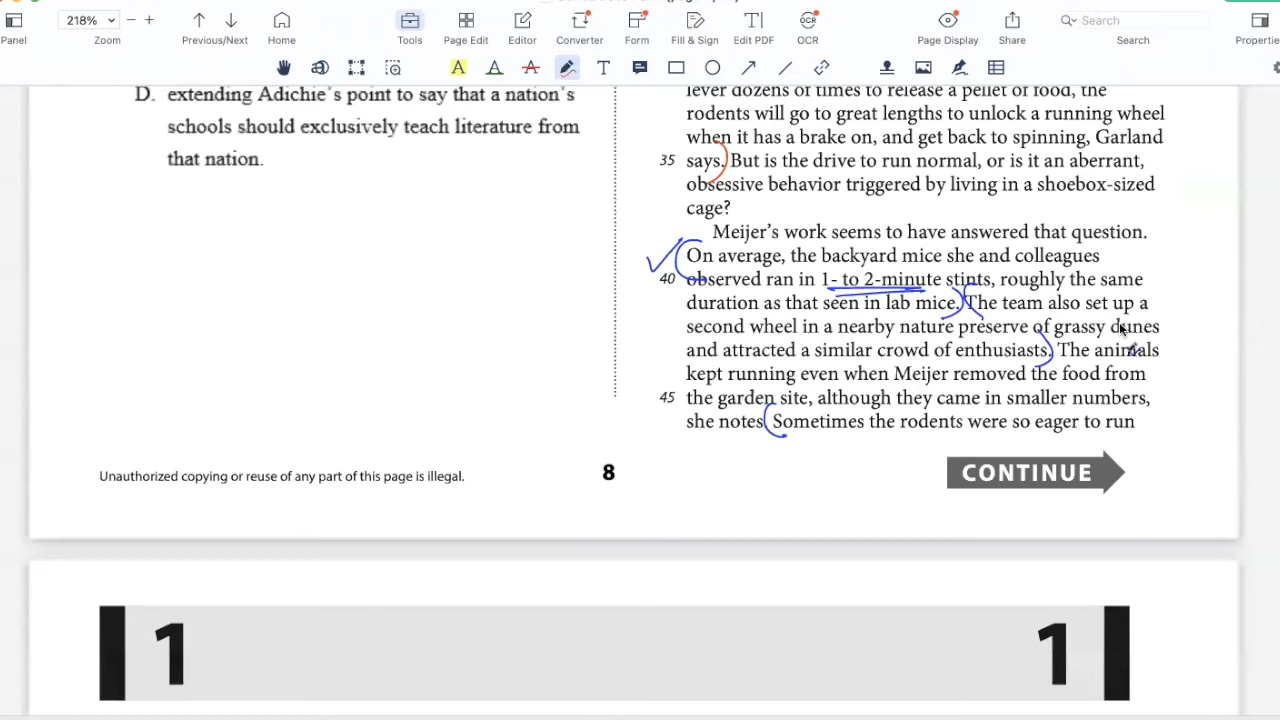 218%
Search
Panel
Zoom
Previous/Next
Home
Tools
Page Edit
Editor
Converter
Form
Fill & Sign
Edit PDF
OCR
Page Display
Share
Search
Propertie
D. extending Adichie's point to say that a nation's
schools should exclusively teach literature from
that nation.
lever dozens of times to release a pellet of food, the
rodents will go to great lengths to unlock a running wheel
when it has a brake on, and get back to spinning, Garland
35 says. But is the drive to run normal, or is it an aberrant,
obsessive behavior triggered by living in a shoebox-sized
cage?
Meijer's work seems to have answered that question.
On average, the backyard mice she and colleagues
40 observed ran in 1- to 2-minute stints, roughly the same
duration as that seen in lab mice. The team also set up a
second wheel in a nearby nature preserve of grassy dunes
and attracted a similar crowd of enthusiasts. The animals
kept running even when Meijer removed the food from
45 the garden site, although they came in smaller numbers,
she notes. Sometimes the rodents were so eager to run
Unauthorized copying or reuse of any part of this page is illegal.
8
CONTINUE
1
1